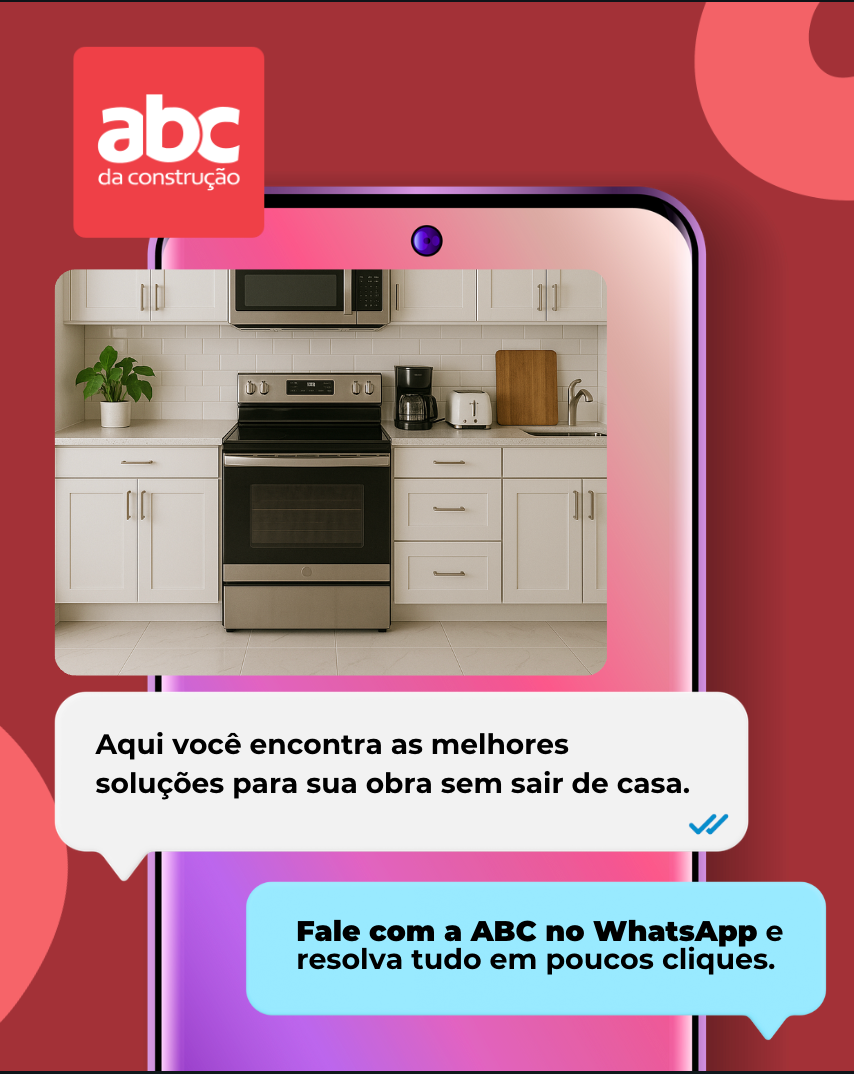 abc
da construção
Aqui você encontra as melhores
soluções para sua obra sem sair de casa.
Fale com a ABC no WhatsApp e
resolva tudo em poucos cliques.